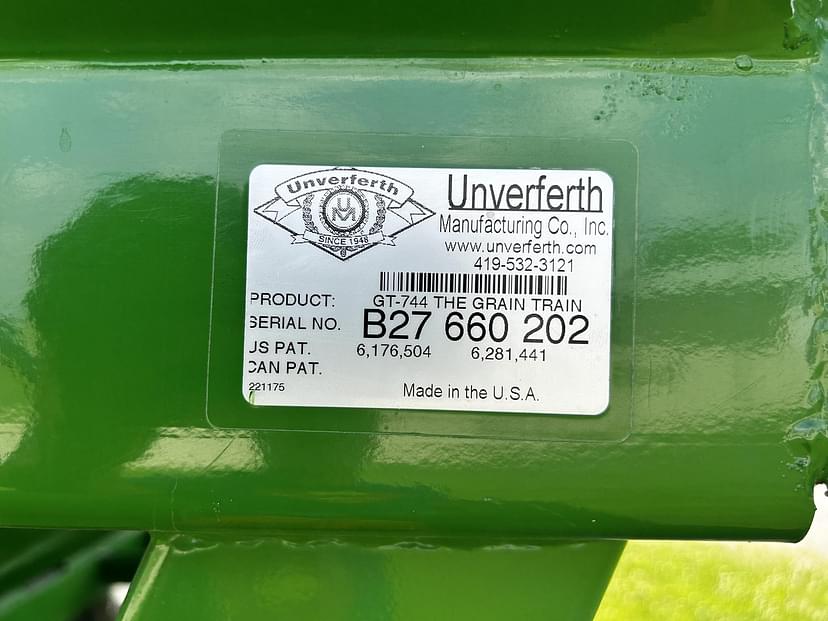 Unverferth
UM
SINCE 1948
Unverferth
Manufacturing Co., Inc.
www.unverferth.com
419-532-3121
PRODUCT: GT-744 THE GRAIN TRAIN
SERIAL NO. B27 660 202
US PAT. 6,176,504 6,281,441
CAN PAT.
221175
Made in the U.S.A.